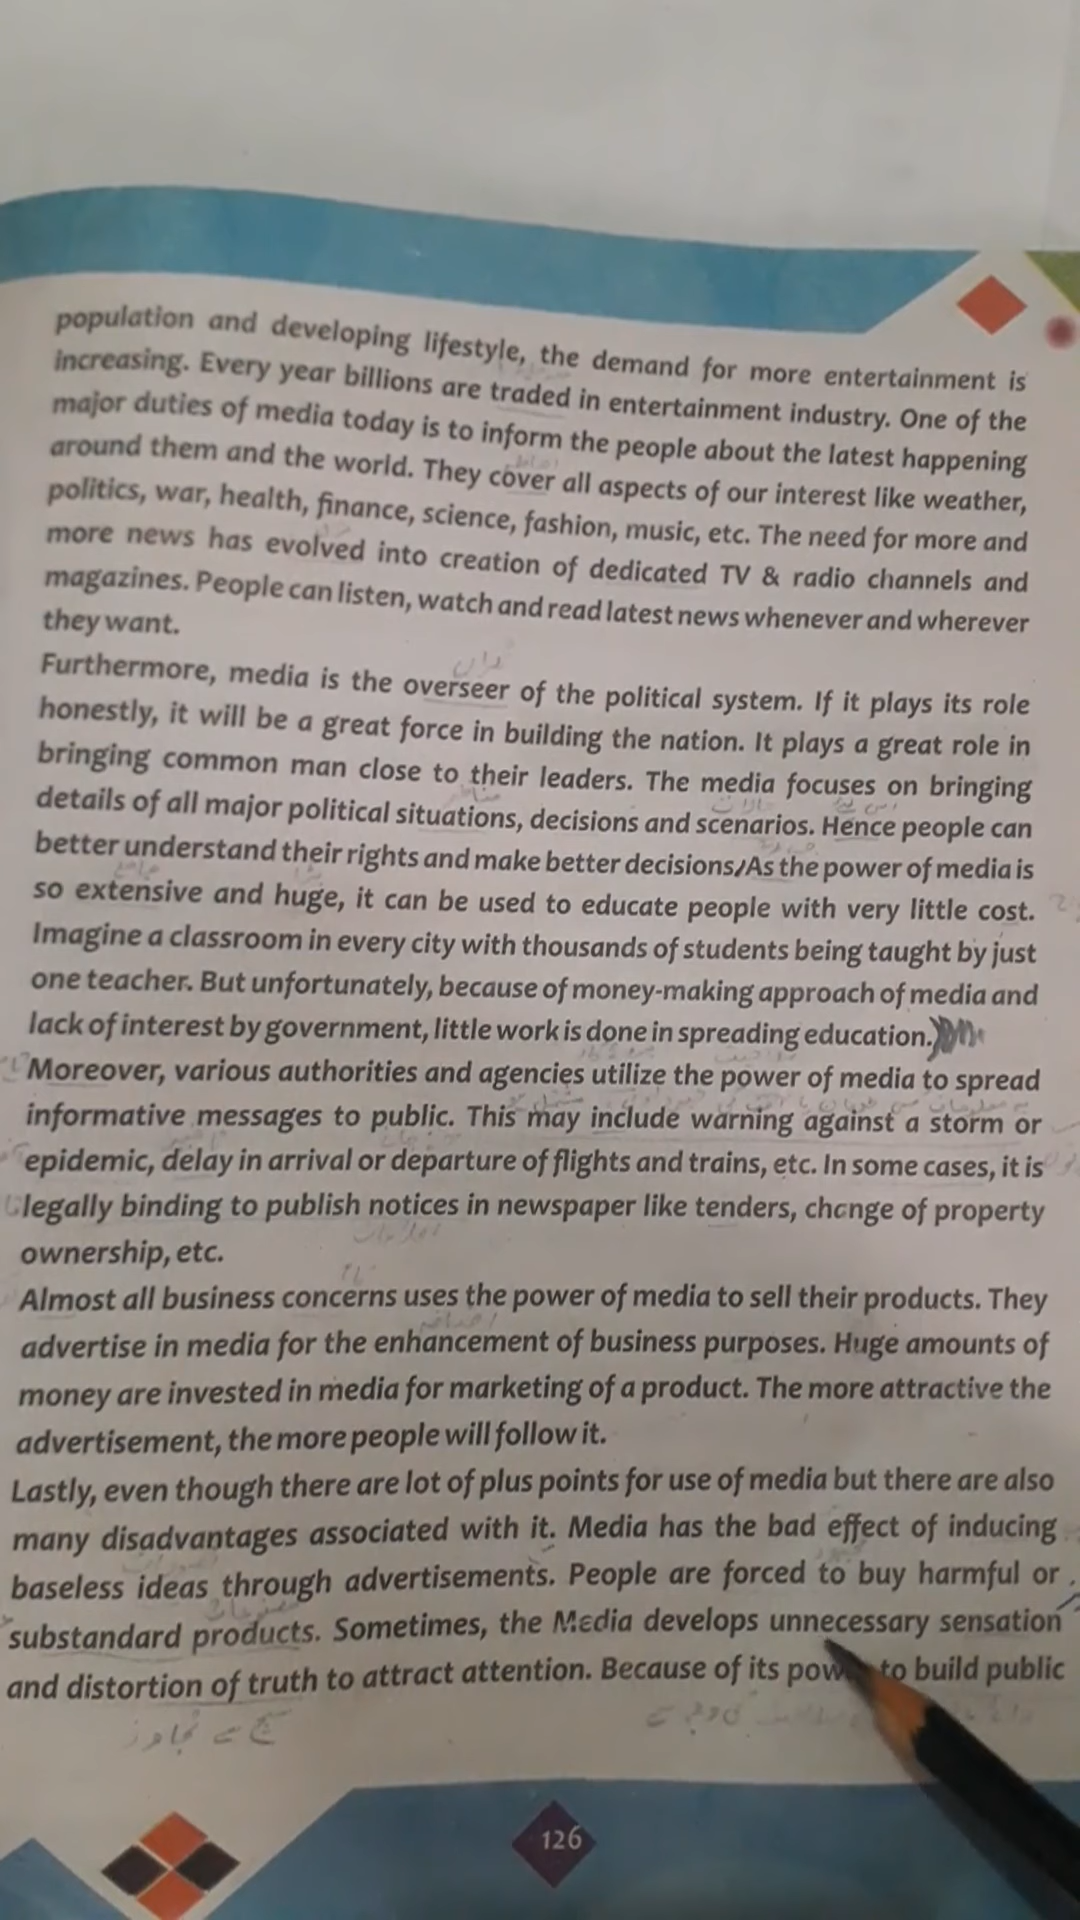 population and developing lifestyle, the demand for more entertainment is
increasing. Every year billions are traded in entertainment industry. One of the
major duties of media today is to inform the people about the latest happening
around them and the world. They cover all aspects of our interest like weather,
politics, war, health, finance, science, fashion, music, etc. The need for more and
more news has evolved into creation of dedicated TV & radio channels and
magazines. People can listen, watch and read latest news whenever and wherever
they want.
Furthermore, media is the overseer of the political system. If it plays its role
honestly, it will be a great force in building the nation. It plays a great role in
bringing common man close to their leaders. The media focuses on bringing
details of all major political situations, decisions and scenarios. Hence people can
better understand their rights and make better decisions. As the power of media is
so extensive and huge, it can be used to educate people with very little cost.
Imagine a classroom in every city with thousands of students being taught by just
one teacher. But unfortunately, because of money-making approach of media and
lack of interest by government, little work is done in spreading education.
Moreover, various authorities and agencies utilize the power of media to spread
informative messages to public. This may include warning against a storm or
epidemic, delay in arrival or departure of flights and trains, etc. In some cases, it is
legally binding to publish notices in newspaper like tenders, change of property
ownership, etc.
Almost all business concerns uses the power of media to sell their products. They
advertise in media for the enhancement of business purposes. Huge amounts of
money are invested in media for marketing of a product. The more attractive the
advertisement, the more people will follow it.
Lastly, even though there are lot of plus points for use of media but there are also
many disadvantages associated with it. Media has the bad effect of inducing
baseless ideas through advertisements. People are forced to buy harmful or
substandard products. Sometimes, the Media develops unnecessary sensation
and distortion of truth to attract attention. Because of its to build public
سچ سے تجاوز
126